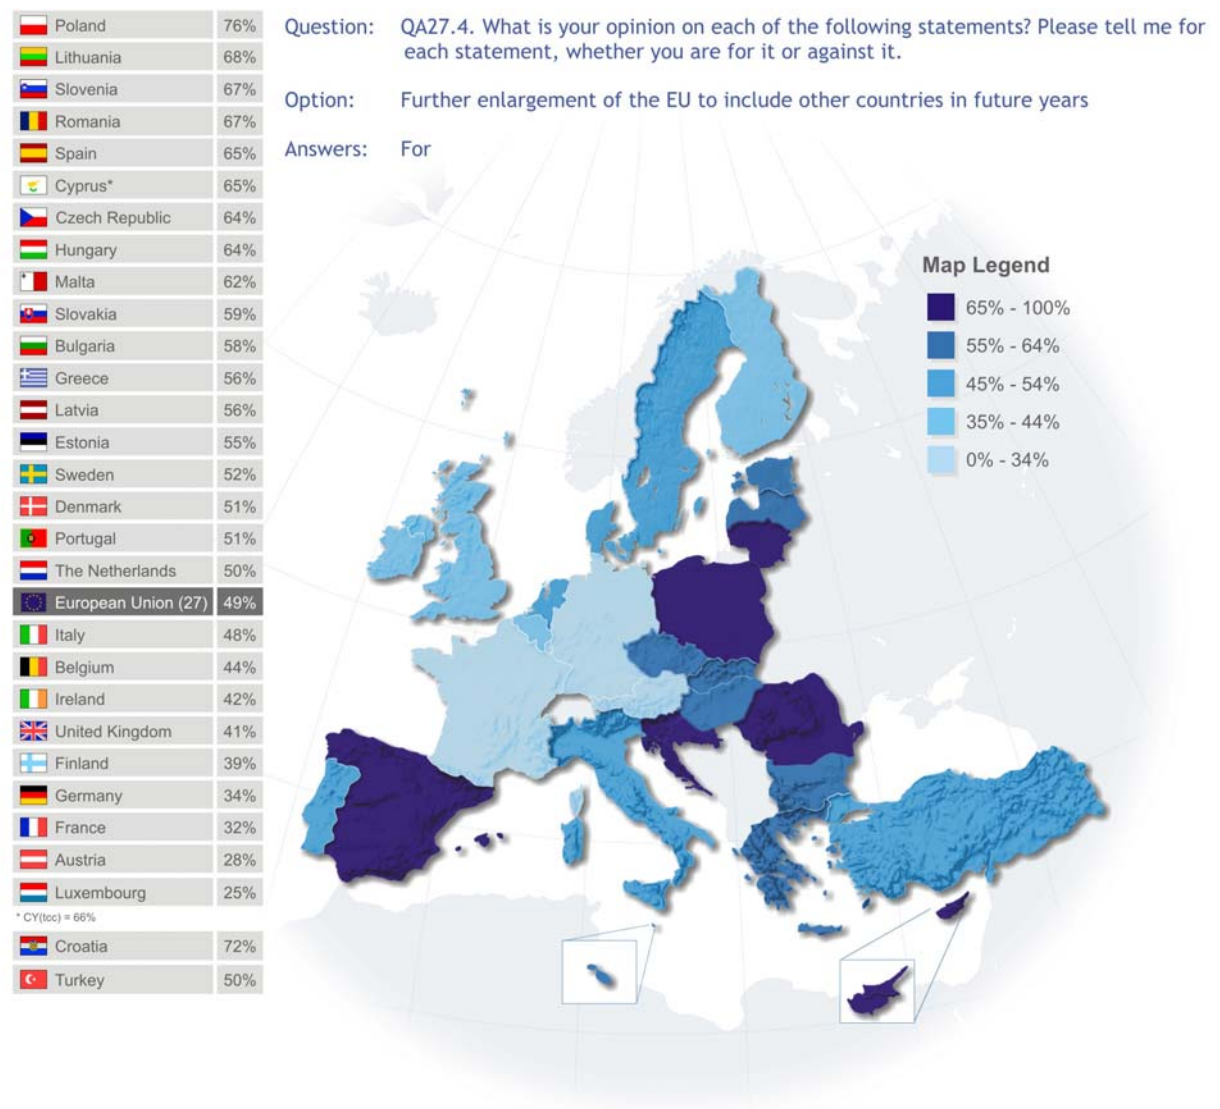 Poland 76%
Lithuania 68%
Slovenia 67%
Romania 67%
Spain 65%
Cyprus* 65%
Czech Republic 64%
Hungary 64%
Malta 62%
Slovakia 59%
Bulgaria 58%
Greece 56%
Latvia 56%
Estonia 55%
Sweden 52%
Denmark 51%
Portugal 51%
The Netherlands 50%
European Union (27) 49%
Italy 48%
Belgium 44%
Ireland 42%
United Kingdom 41%
Finland 39%
Germany 34%
France 32%
Austria 28%
Luxembourg 25%
* CY(tcc) = 66%
Croatia 72%
Turkey 50%
Question: QA27.4. What is your opinion on each of the following statements? Please tell me for
each statement, whether you are for it or against it.
Option: Further enlargement of the EU to include other countries in future years
Answers: For
Map Legend
65% - 100%
55% - 64%
45% - 54%
35% - 44%
0% - 34%